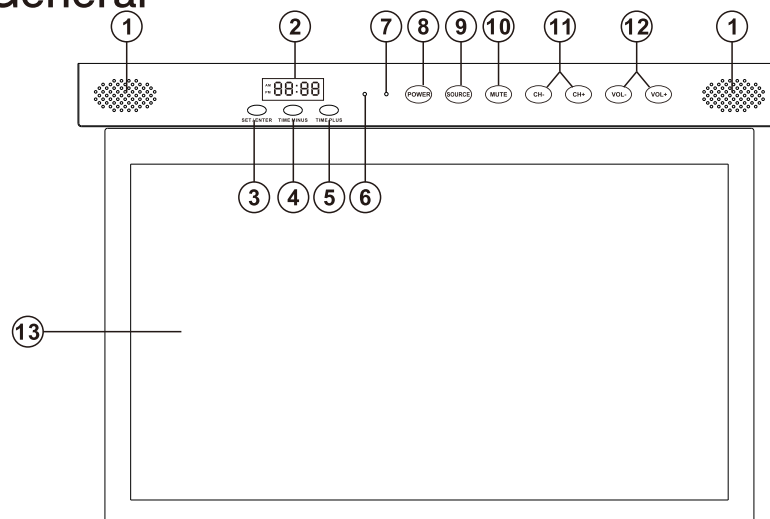 General
1 2 7 8 9 10 11 12 1
AM
PM 88:88
POWER SOURCE MUTE CH- CH+ VOL- VOL+
SET / ENTER TIME MINUS TIME PLUS
3 4 5 6
13